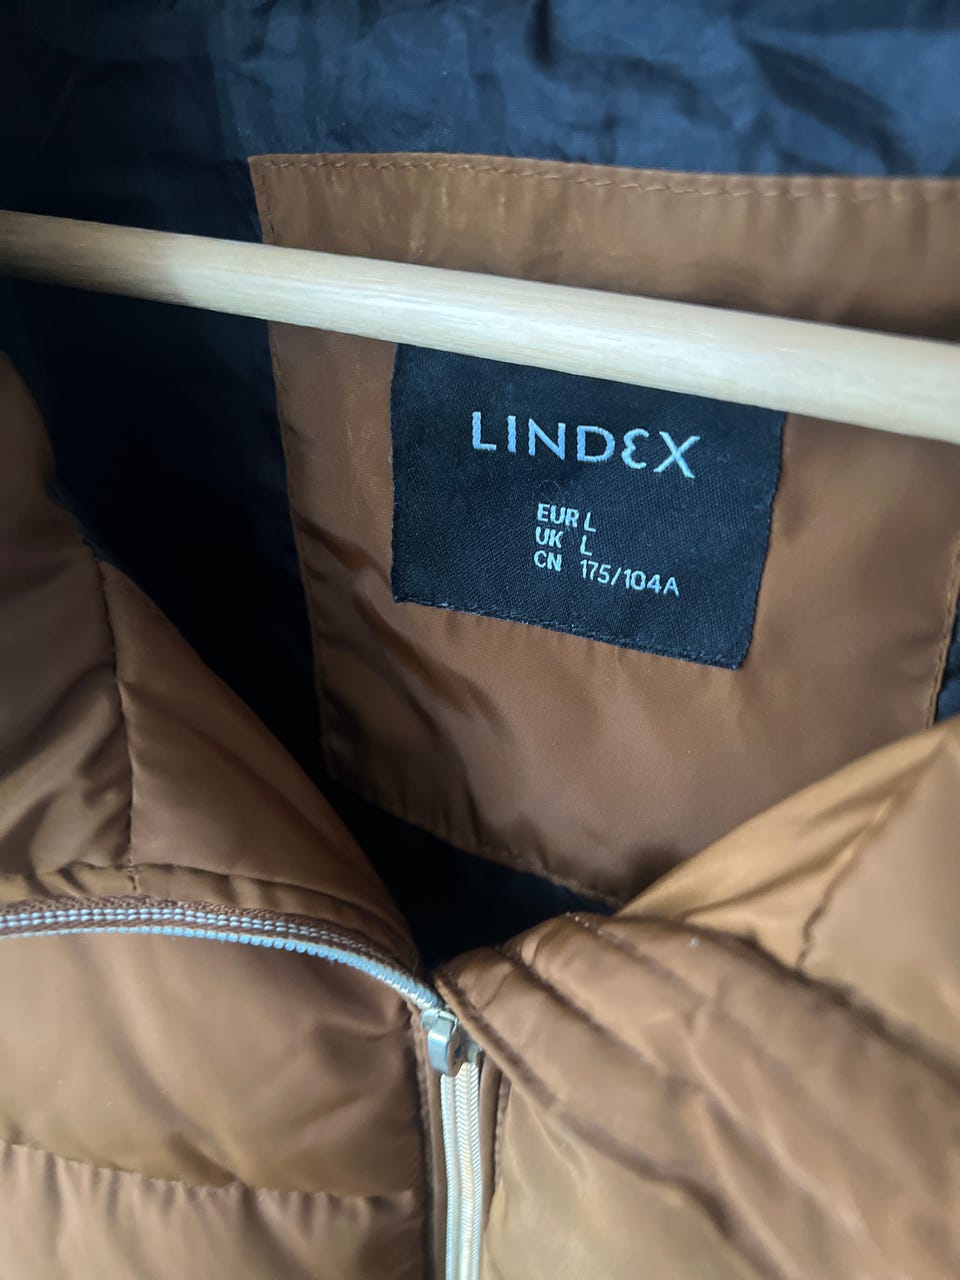 LINDEX
EUR L
UK L
CN 175/104A